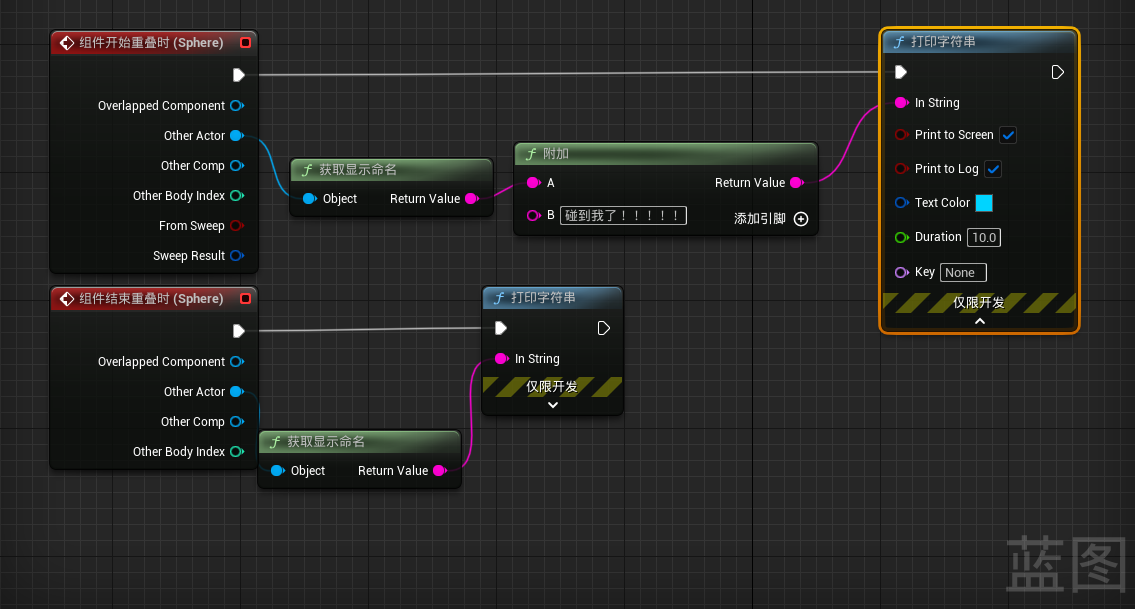 组件开始重叠时 (Sphere)
Overlapped Component
Other Actor
Other Comp
Other Body Index
From Sweep
Sweep Result
f 获取显示命名
Object Return Value
f 附加
A Return Value
B 碰到我了！！！！！ 添加引脚
f 打印字符串
In String
Print to Screen
Print to Log
Text Color
Duration 10.0
Key None
仅限开发
组件结束重叠时 (Sphere)
Overlapped Component
Other Actor
Other Comp
Other Body Index
f 获取显示命名
Object Return Value
f 打印字符串
In String
仅限开发
蓝图